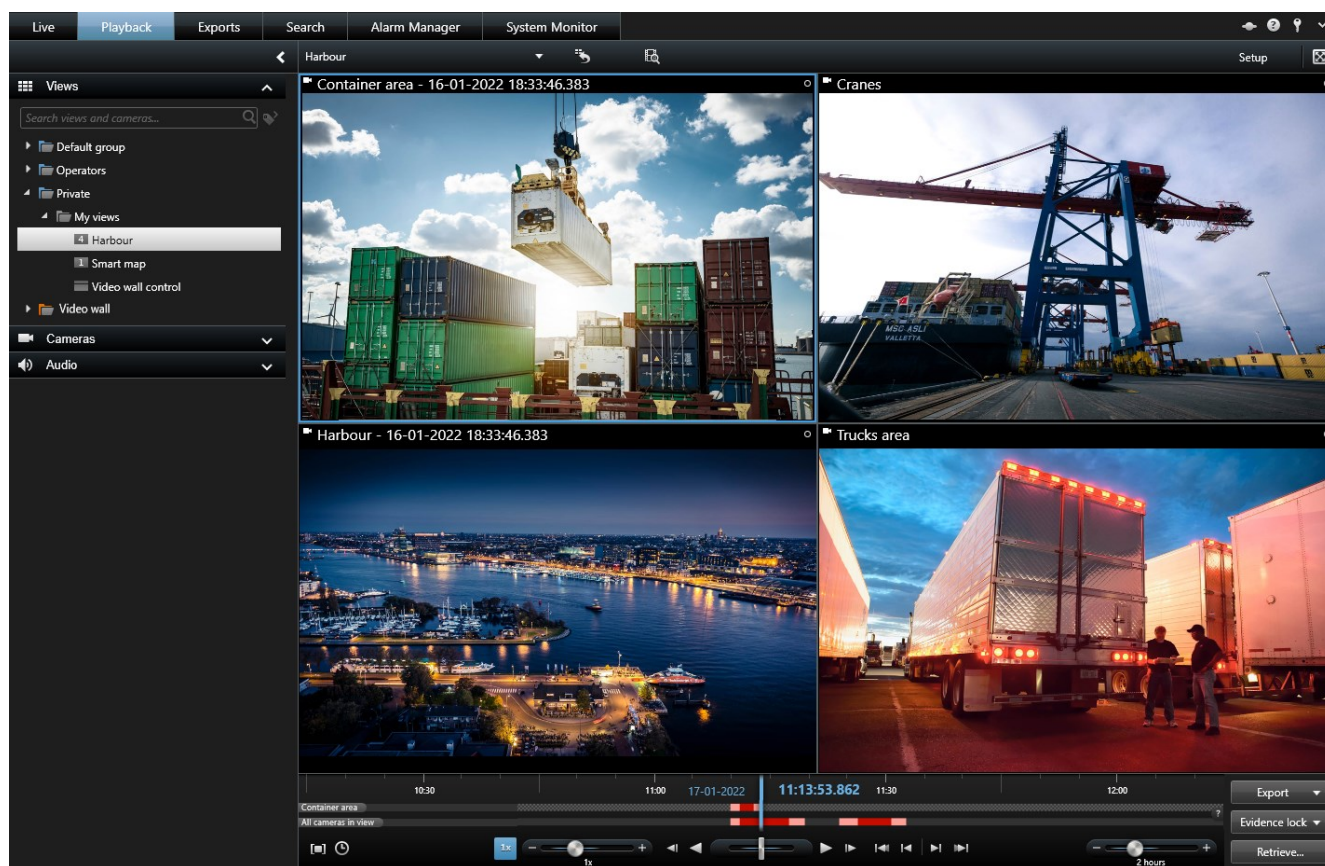 Live Playback Exports Search Alarm Manager System Monitor
Harbour Setup
Views
Search views and cameras...
Default group
Operators
Private
My views
4 Harbour
1 Smart map
Video wall control
Video wall
Cameras
Audio
Container area - 16-01-2022 18:33:46.383
Cranes
MSC ASLI
VALLETTA
Harbour - 16-01-2022 18:33:46.383
Trucks area
10:30 11:00 17-01-2022 11:13:53.862 11:30 12:00
Container area
All cameras in view
1x
1x
2 hours
Export
Evidence lock
Retrieve...